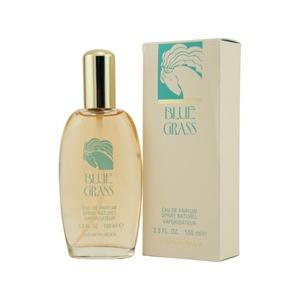 BLUE
GRASS
EAU DE PARFUM
SPRAY NATUREL
VAPORISATEUR
3.3 FL. OZ. 100 ml ℮
BLUE
GRASS
EAU DE PARFUM
SPRAY NATUREL
VAPORISATEUR
3.3 FL. OZ. 100 ml ℮